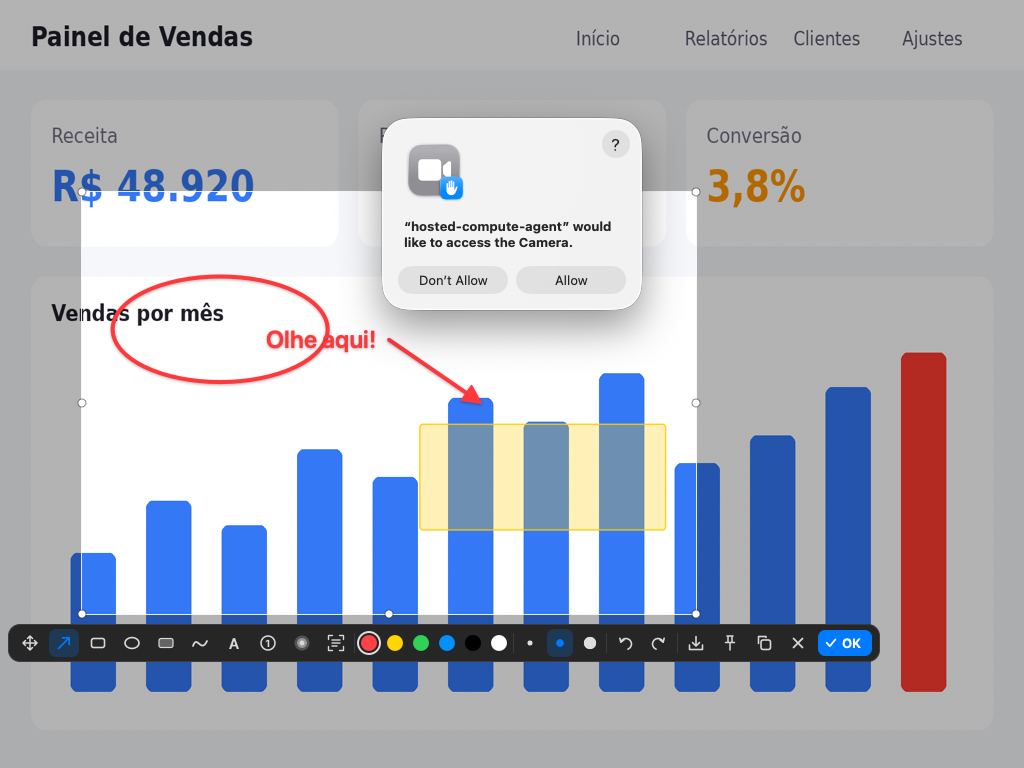 Painel de Vendas
Início Relatórios Clientes Ajustes
Receita
Conversão
R$ 48.920
3,8%
?
“hosted-compute-agent” would
like to access the Camera.
Don’t Allow Allow
Vendas por mês
Olhe aqui!
A 1 OK